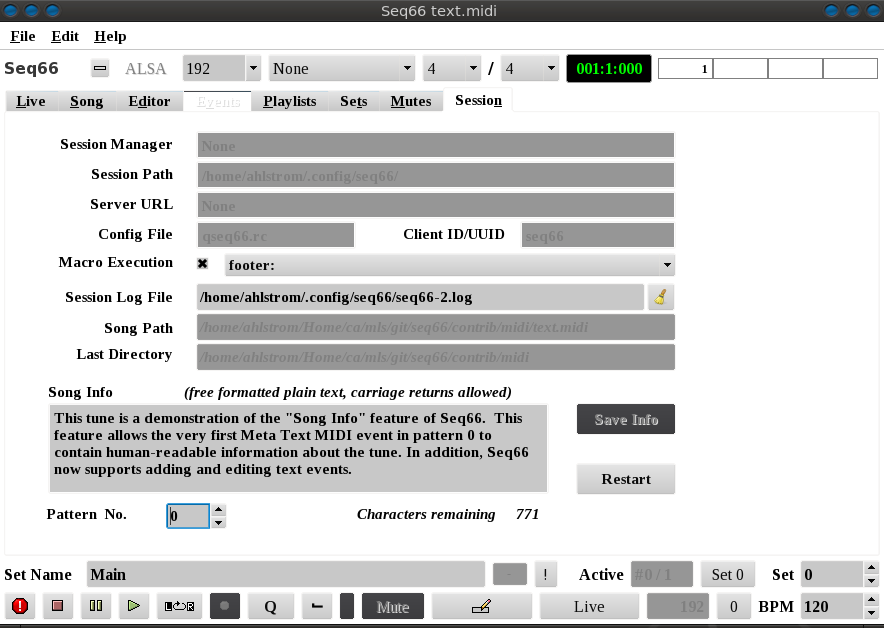 Seq66 text.midi
File Edit Help
Seq66 ALSA 192 None 4 / 4 001:1:000 1
Live Song Editor Events Playlists Sets Mutes Session
Session Manager None
Session Path /home/ahlstrom/.config/seq66/
Server URL None
Config File qseq66.rc Client ID/UUID seq66
Macro Execution footer:
Session Log File /home/ahlstrom/.config/seq66/seq66-2.log
Song Path /home/ahlstrom/Home/ca/mls/git/seq66/contrib/midi/text.midi
Last Directory /home/ahlstrom/Home/ca/mls/git/seq66/contrib/midi
Song Info (free formatted plain text, carriage returns allowed)
This tune is a demonstration of the "Song Info" feature of Seq66. This
feature allows the very first Meta Text MIDI event in pattern 0 to
contain human-readable information about the tune. In addition, Seq66
now supports adding and editing text events.
Save Info
Restart
Pattern No. 0 Characters remaining 771
Set Name Main - ! Active #0 / 1 Set 0 Set 0
Q Mute Live 192 0 BPM 120